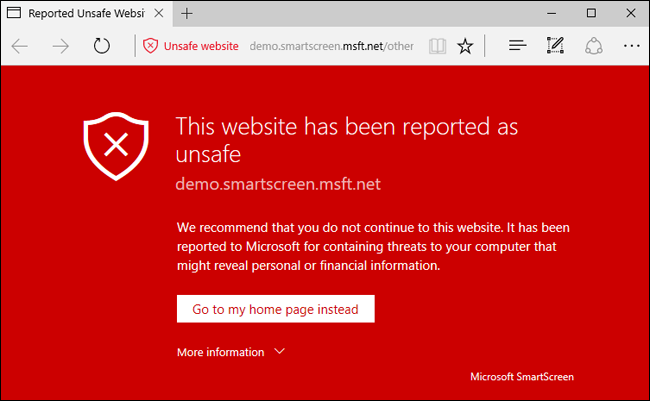 Reported Unsafe Websit
Unsafe website demo.smartscreen.msft.net/other
This website has been reported as
unsafe
demo.smartscreen.msft.net
We recommend that you do not continue to this website. It has been
reported to Microsoft for containing threats to your computer that
might reveal personal or financial information.
Go to my home page instead
More information
Microsoft SmartScreen